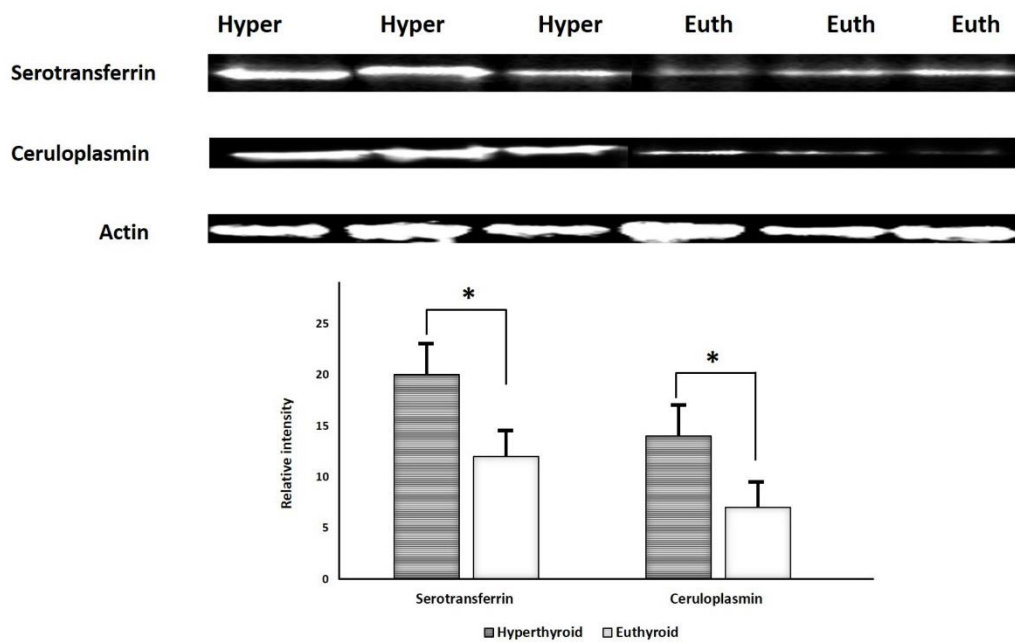 Hyper Hyper Hyper Euth Euth Euth
Serotransferrin
Ceruloplasmin
Actin
*
*
25
20
15
10
5
0
Relative intensity
Serotransferrin Ceruloplasmin
Hyperthyroid Euthyroid